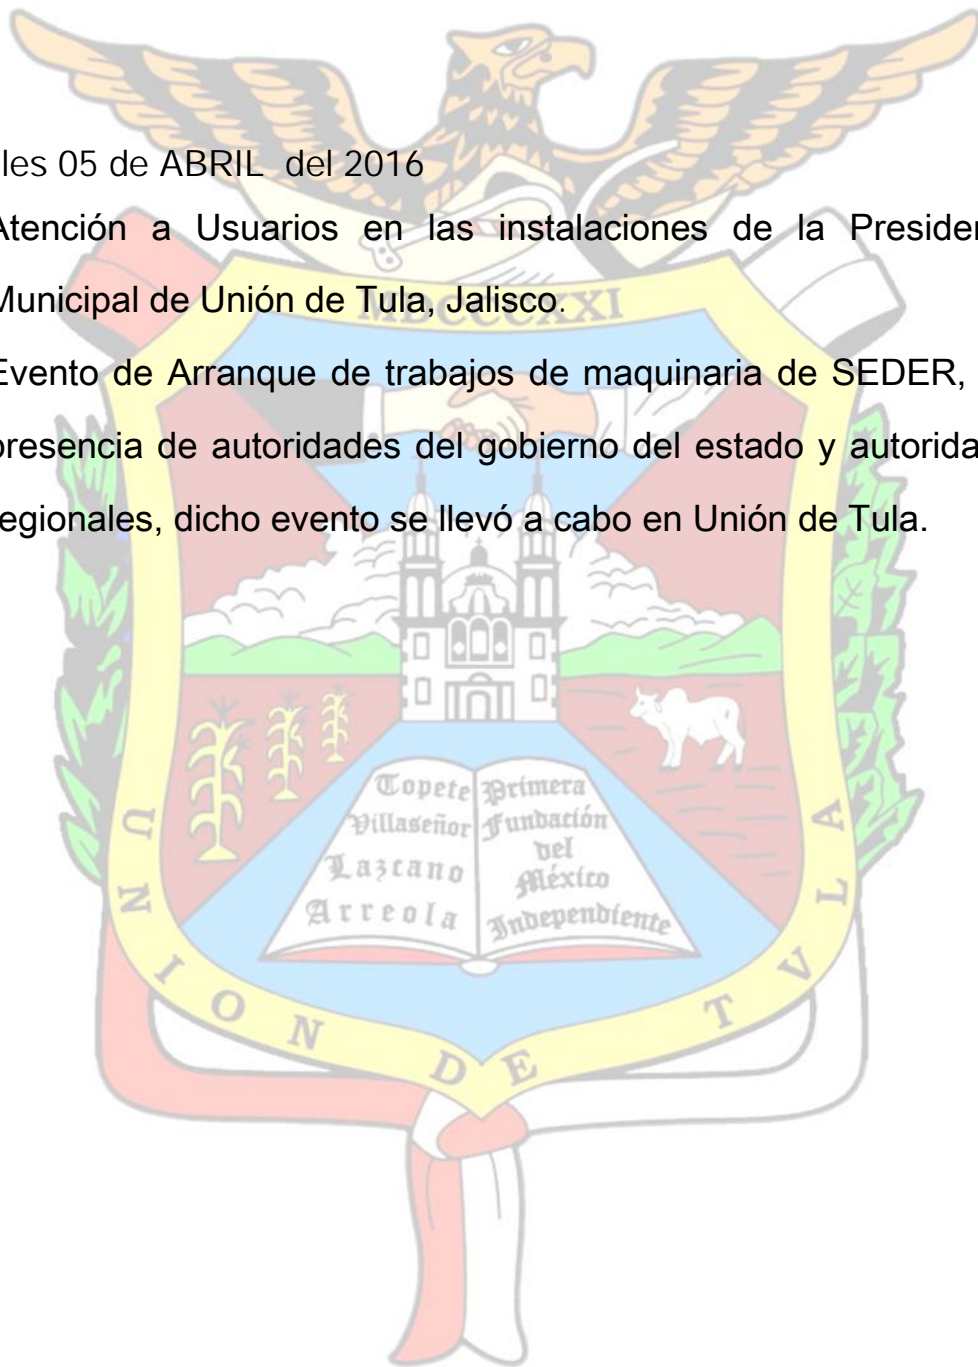 les 05 de ABRIL del 2016
Atención a Usuarios en las instalaciones de la Presiden
Municipal de Unión de Tula, Jalisco.
Evento de Arranque de trabajos de maquinaria de SEDER,
presencia de autoridades del gobierno del estado y autorida
regionales, dicho evento se llevó a cabo en Unión de Tula.
MDCCCXXI
Topete
Villaseñor
Lazcano
Arreola
Primera
Fundación
del
México
Independiente
UNION DE TVLA